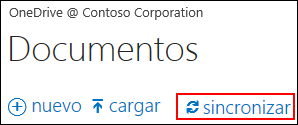 OneDrive @ Contoso Corporation
Documentos
nuevo cargar sincronizar